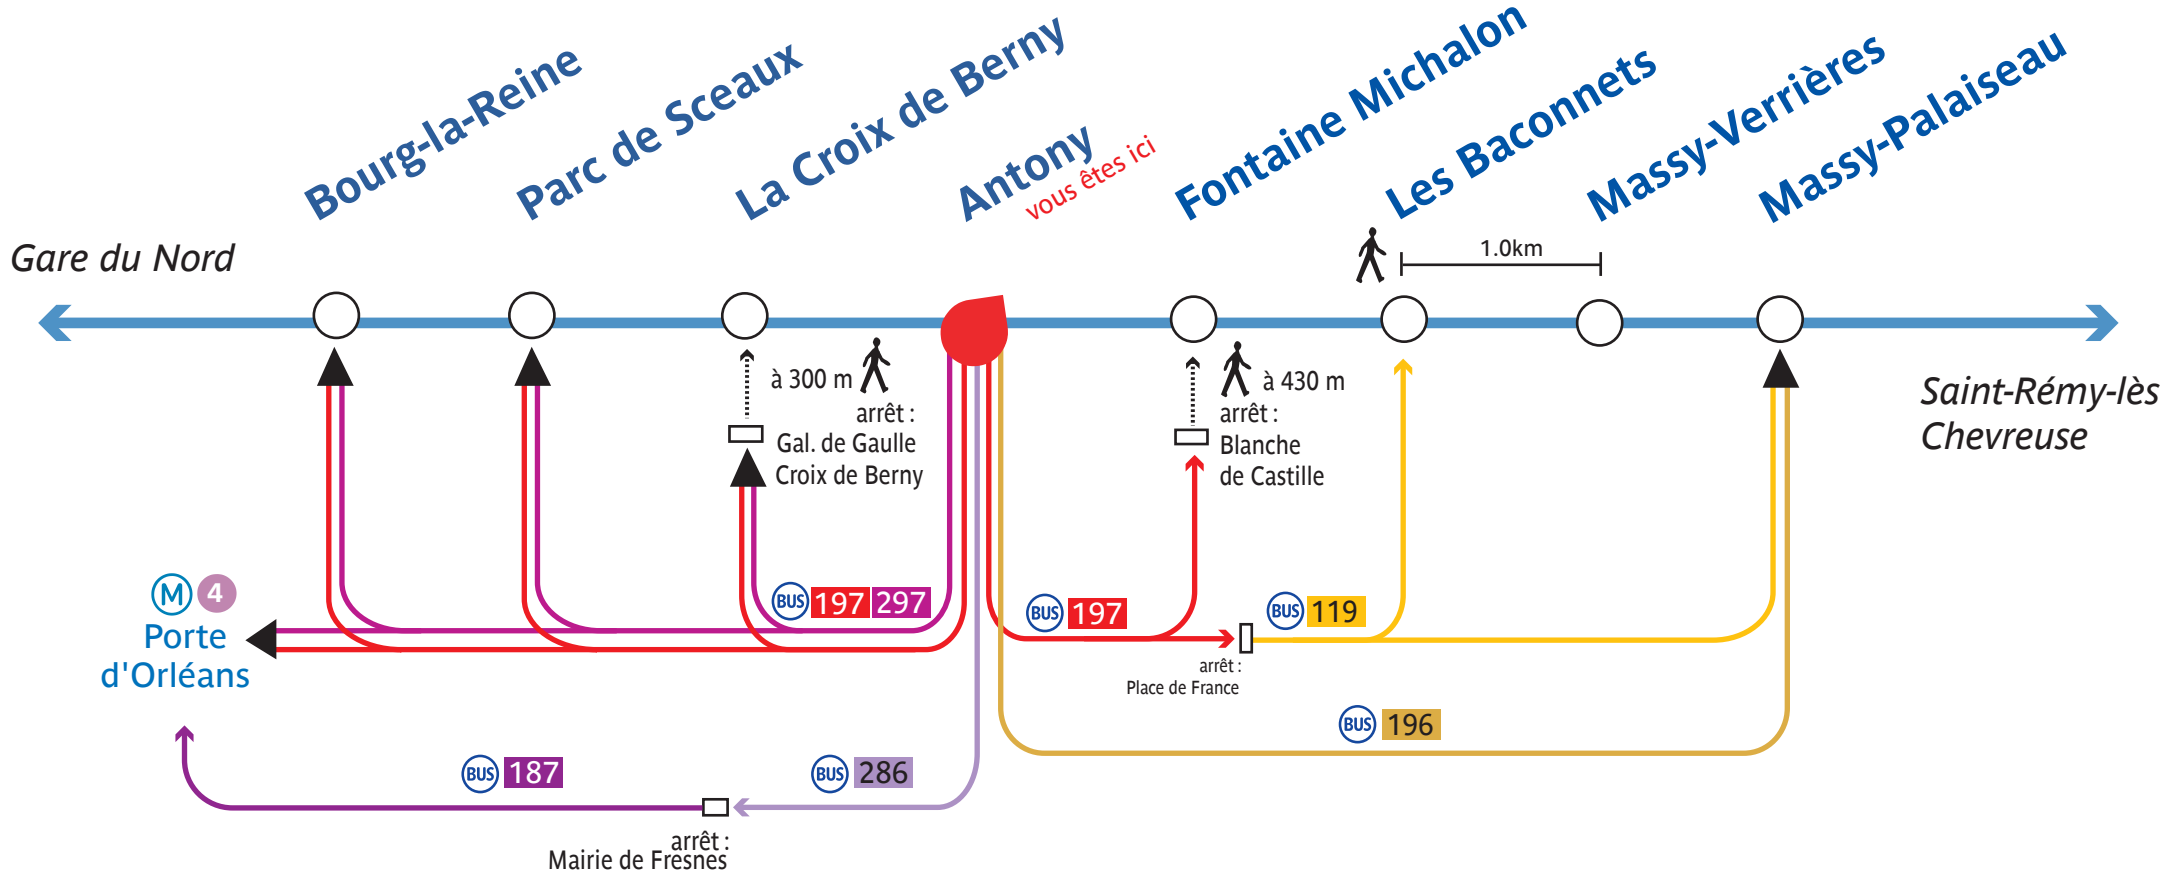 Bourg-la-Reine
Parc de Sceaux
La Croix de Berny
Antony
vous êtes ici
Fontaine Michalon
Les Baconnets
Massy-Verrières
Massy-Palaiseau
Gare du Nord
1.0km
Saint-Rémy-lès
Chevreuse
à 300 m
arrêt :
Gal. de Gaulle
Croix de Berny
à 430 m
arrêt :
Blanche
de Castille
M 4
Porte
d'Orléans
BUS 197 297
BUS 197
BUS 119
arrêt :
Place de France
BUS 196
BUS 187
BUS 286
arrêt :
Mairie de Fresnes